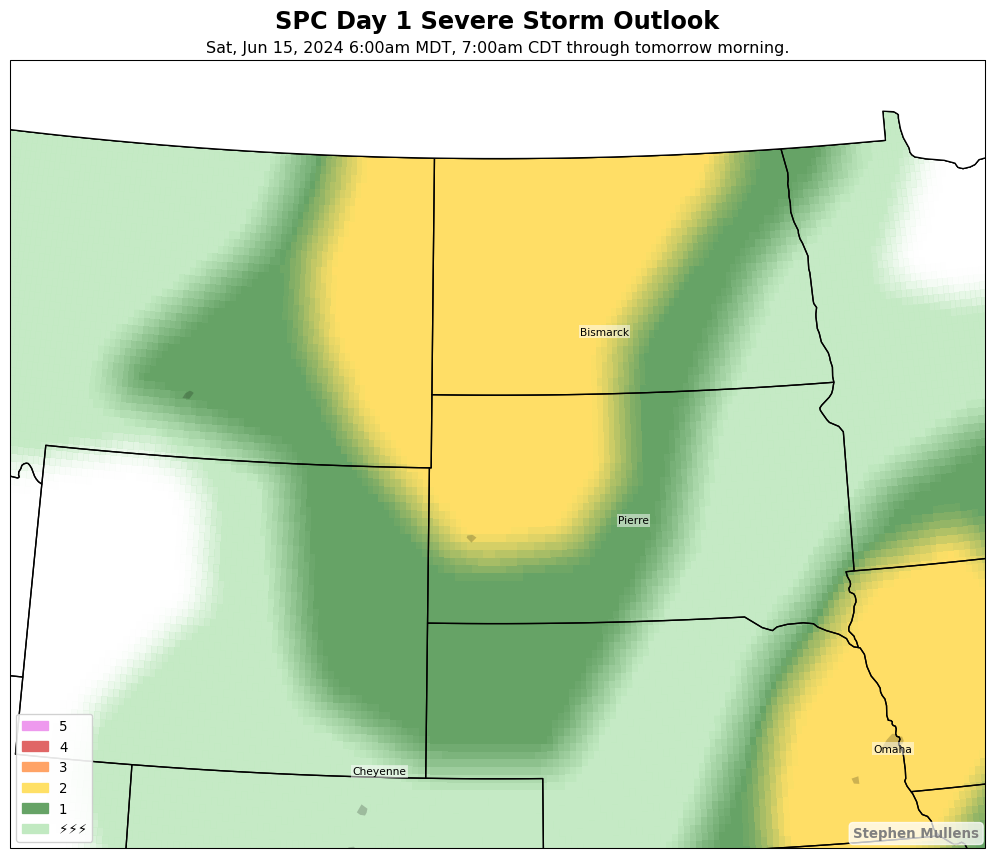 SPC Day 1 Severe Storm Outlook
Sat, Jun 15, 2024 6:00am MDT, 7:00am CDT through tomorrow morning.
Bismarck
Pierre
Omaha
Cheyenne
5
4
3
2
1
⚡⚡⚡
Stephen Mullens